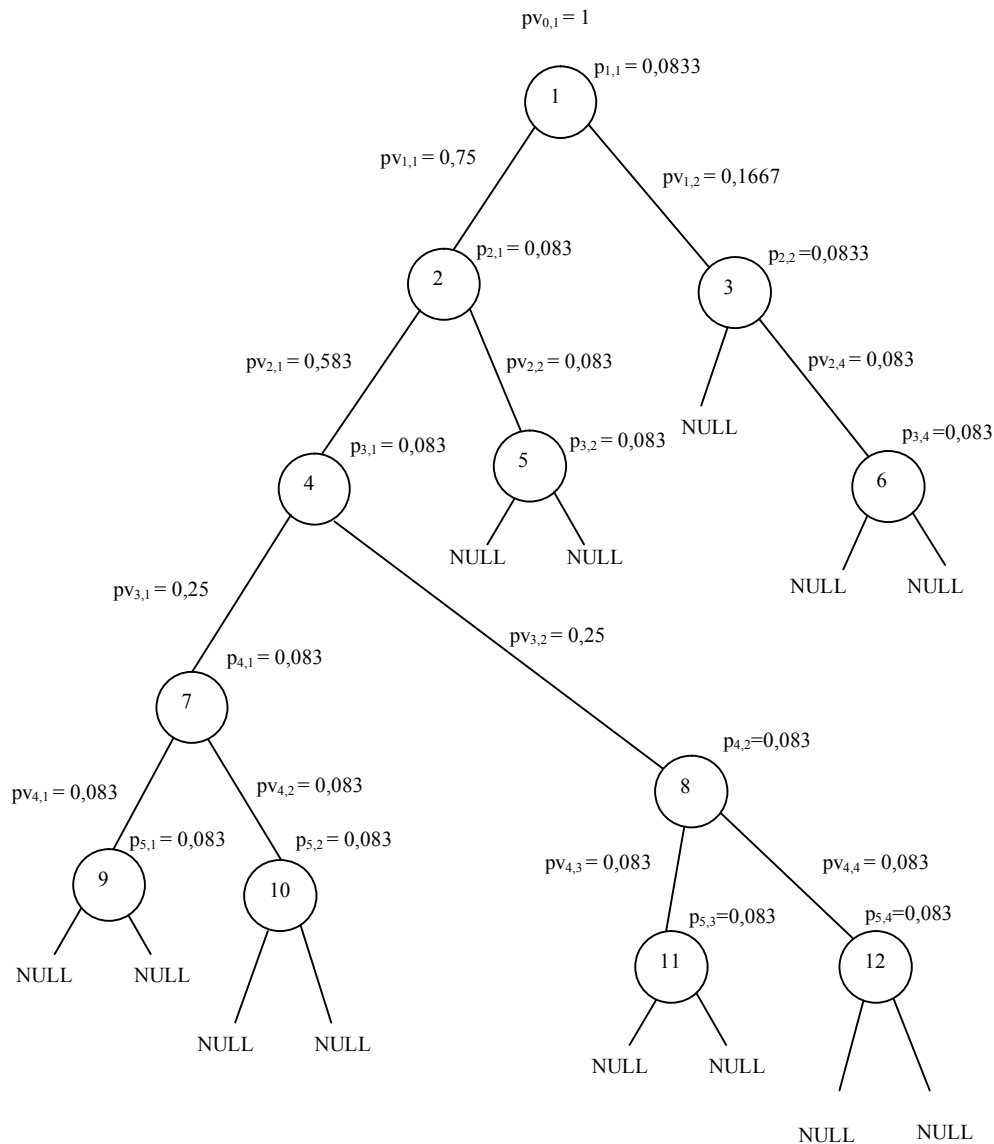 pv0,1 = 1
p1,1 = 0,0833
1
pv1,1 = 0,75
pv1,2 = 0,1667
p2,1 = 0,083
p2,2 =0,0833
2
3
pv2,1 = 0,583
pv2,2 = 0,083
pv2,4 = 0,083
NULL
p3,1 = 0,083
p3,2 = 0,083
p3,4 = 0,083
4
5
6
NULL
NULL
NULL
NULL
pv3,1 = 0,25
pv3,2 = 0,25
p4,1 = 0,083
7
p4,2=0,083
8
pv4,1 = 0,083
pv4,2 = 0,083
p5,1 = 0,083
p5,2 = 0,083
pv4,3 = 0,083
pv4,4 = 0,083
9
10
p5,3=0,083
p5,4=0,083
11
12
NULL
NULL
NULL
NULL
NULL
NULL
NULL
NULL